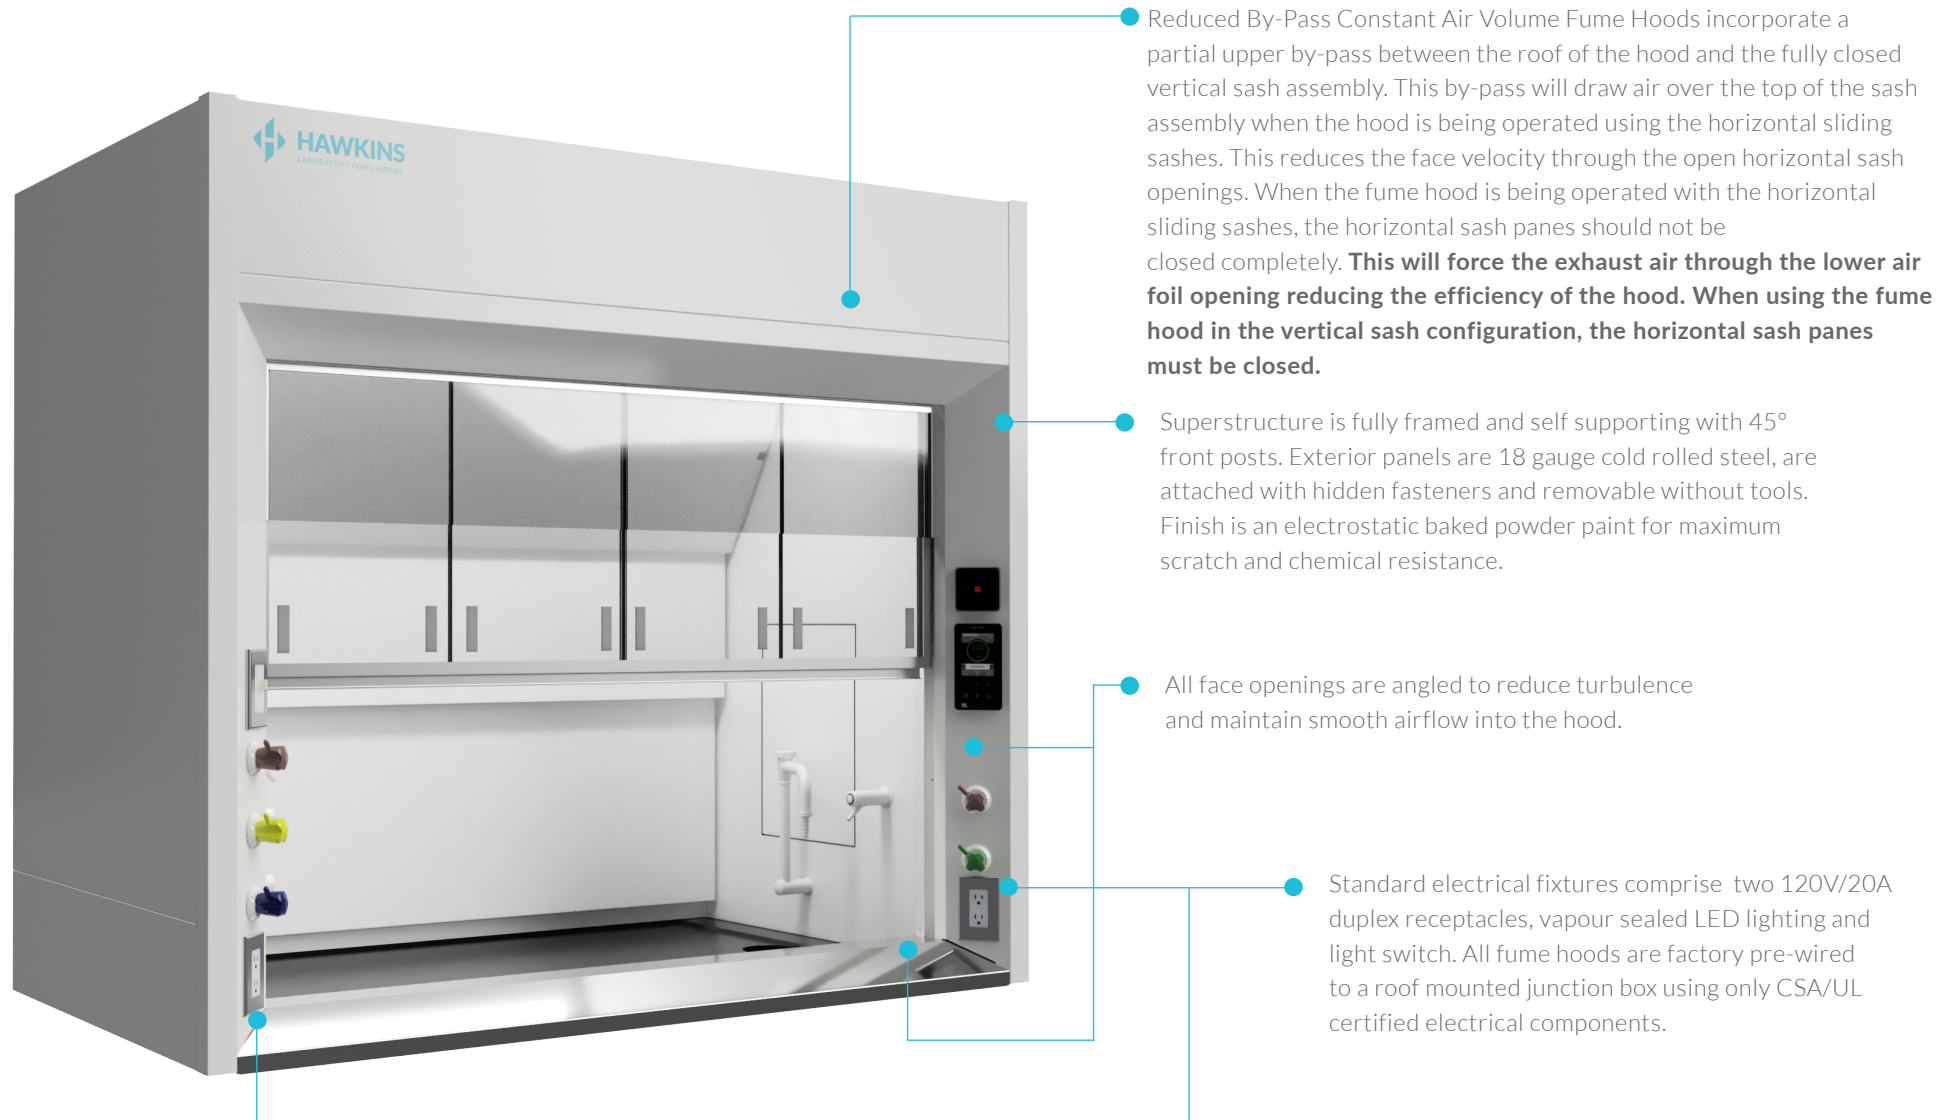 Reduced By-Pass Constant Air Volume Fume Hoods incorporate a
partial upper by-pass between the roof of the hood and the fully closed
vertical sash assembly. This by-pass will draw air over the top of the sash
assembly when the hood is being operated using the horizontal sliding
sashes. This reduces the face velocity through the open horizontal sash
openings. When the fume hood is being operated with the horizontal
sliding sashes, the horizontal sash panes should not be
closed completely. This will force the exhaust air through the lower air
foil opening reducing the efficiency of the hood. When using the fume
hood in the vertical sash configuration, the horizontal sash panes
must be closed.
HAWKINS
LABORATORY FUME HOODS
Superstructure is fully framed and self supporting with 45°
front posts. Exterior panels are 18 gauge cold rolled steel, are
attached with hidden fasteners and removable without tools.
Finish is an electrostatic baked powder paint for maximum
scratch and chemical resistance.
All face openings are angled to reduce turbulence
and maintain smooth airflow into the hood.
Standard electrical fixtures comprise  two 120V/20A
duplex receptacles, vapour sealed LED lighting and
light switch. All fume hoods are factory pre-wired
to a roof mounted junction box using only CSA/UL
certified electrical components.